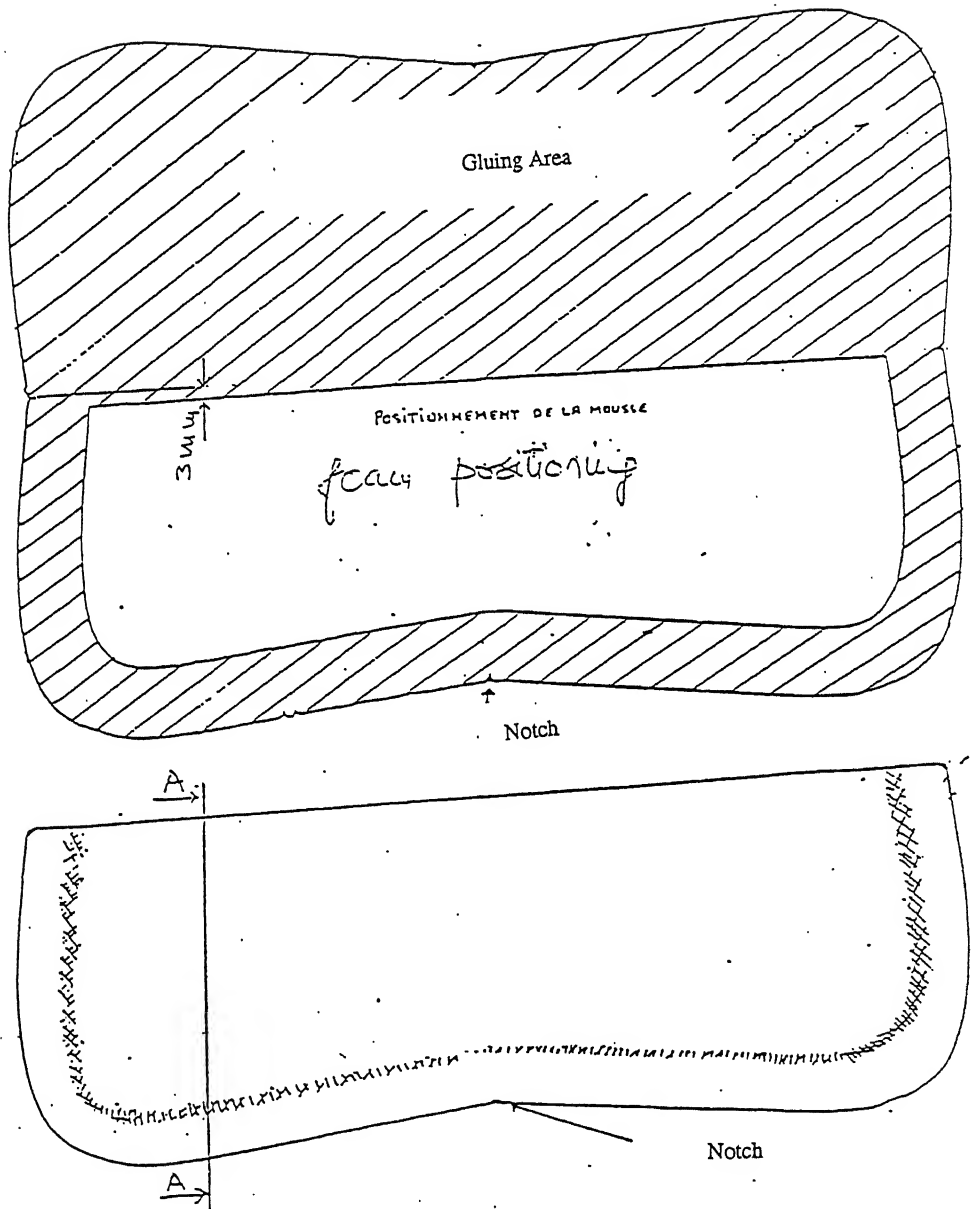 Gluing Area
3mm
POSITIONNEMENT DE LA MOUSSE
foam positioning
Notch
A
A
Notch